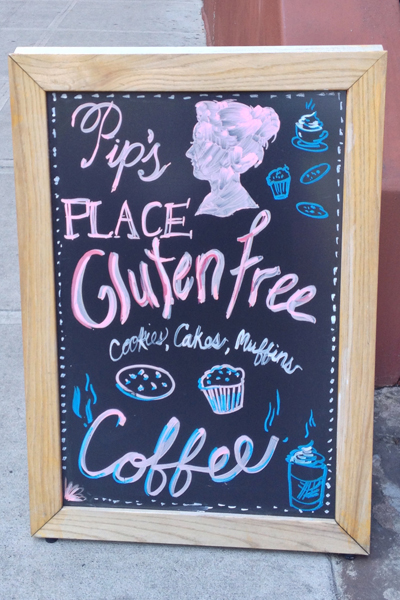 Pip's
PLACE
Gluten free
Cookies, Cakes, Muffins
Coffee